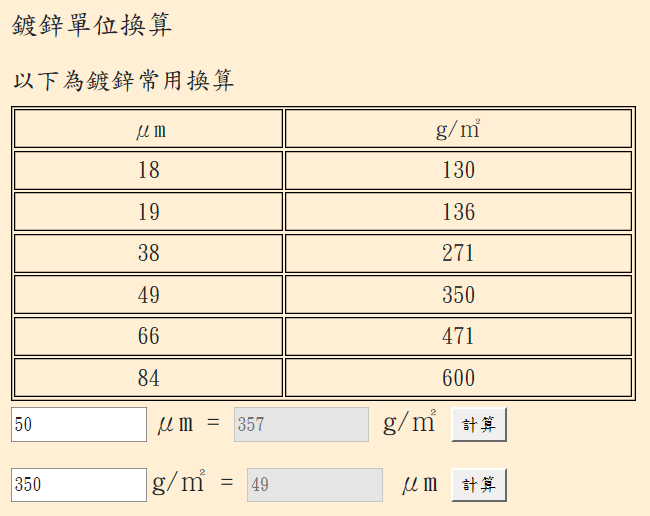 鍍鋅單位換算
以下為鍍鋅常用換算
μm g/㎡
18 130
19 136
38 271
49 350
66 471
84 600
50 μm = 357 g/㎡ 計算
350 g/㎡ = 49 μm 計算